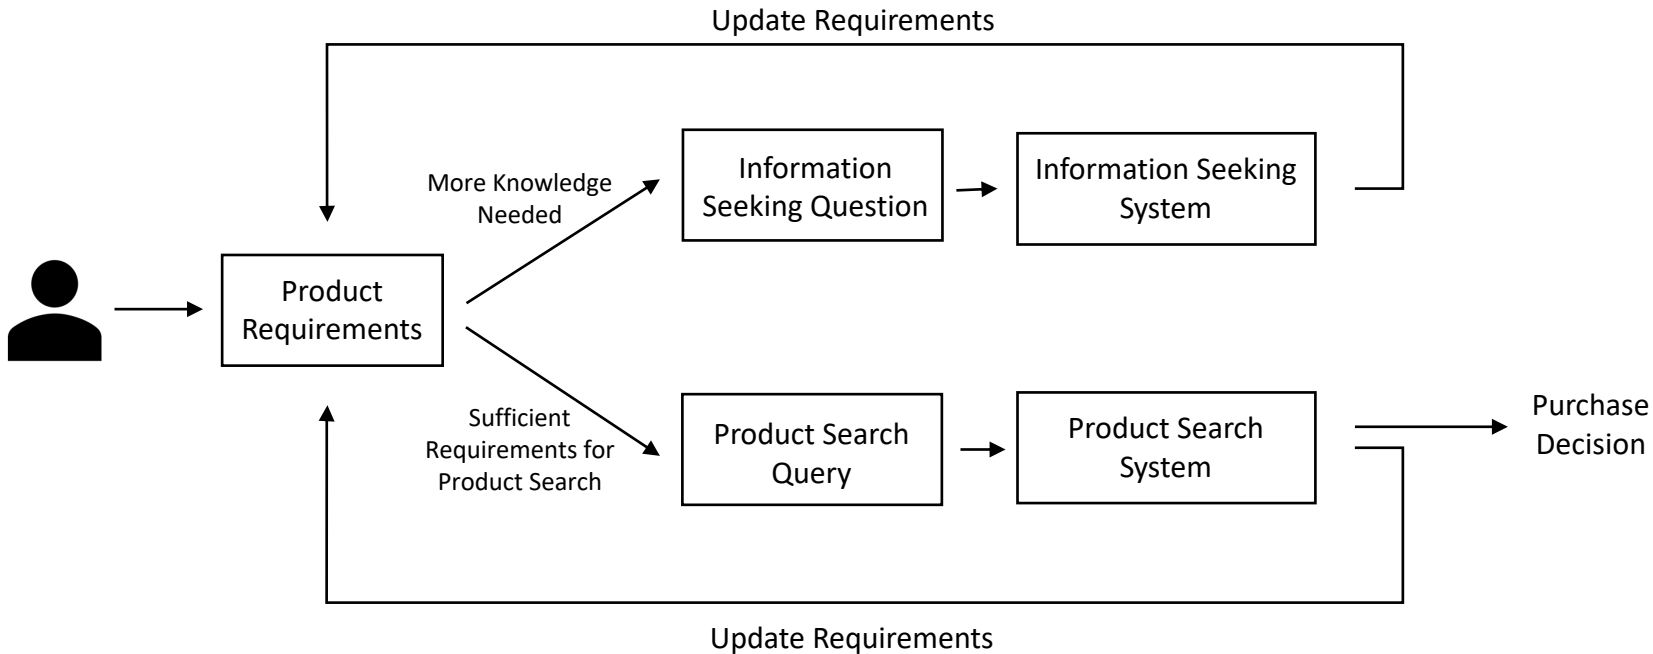 Update Requirements
More Knowledge
Needed
Information
Seeking Question
Information Seeking
System
Product
Requirements
Sufficient
Requirements for
Product Search
Product Search
Query
Product Search
System
Purchase
Decision
Update Requirements